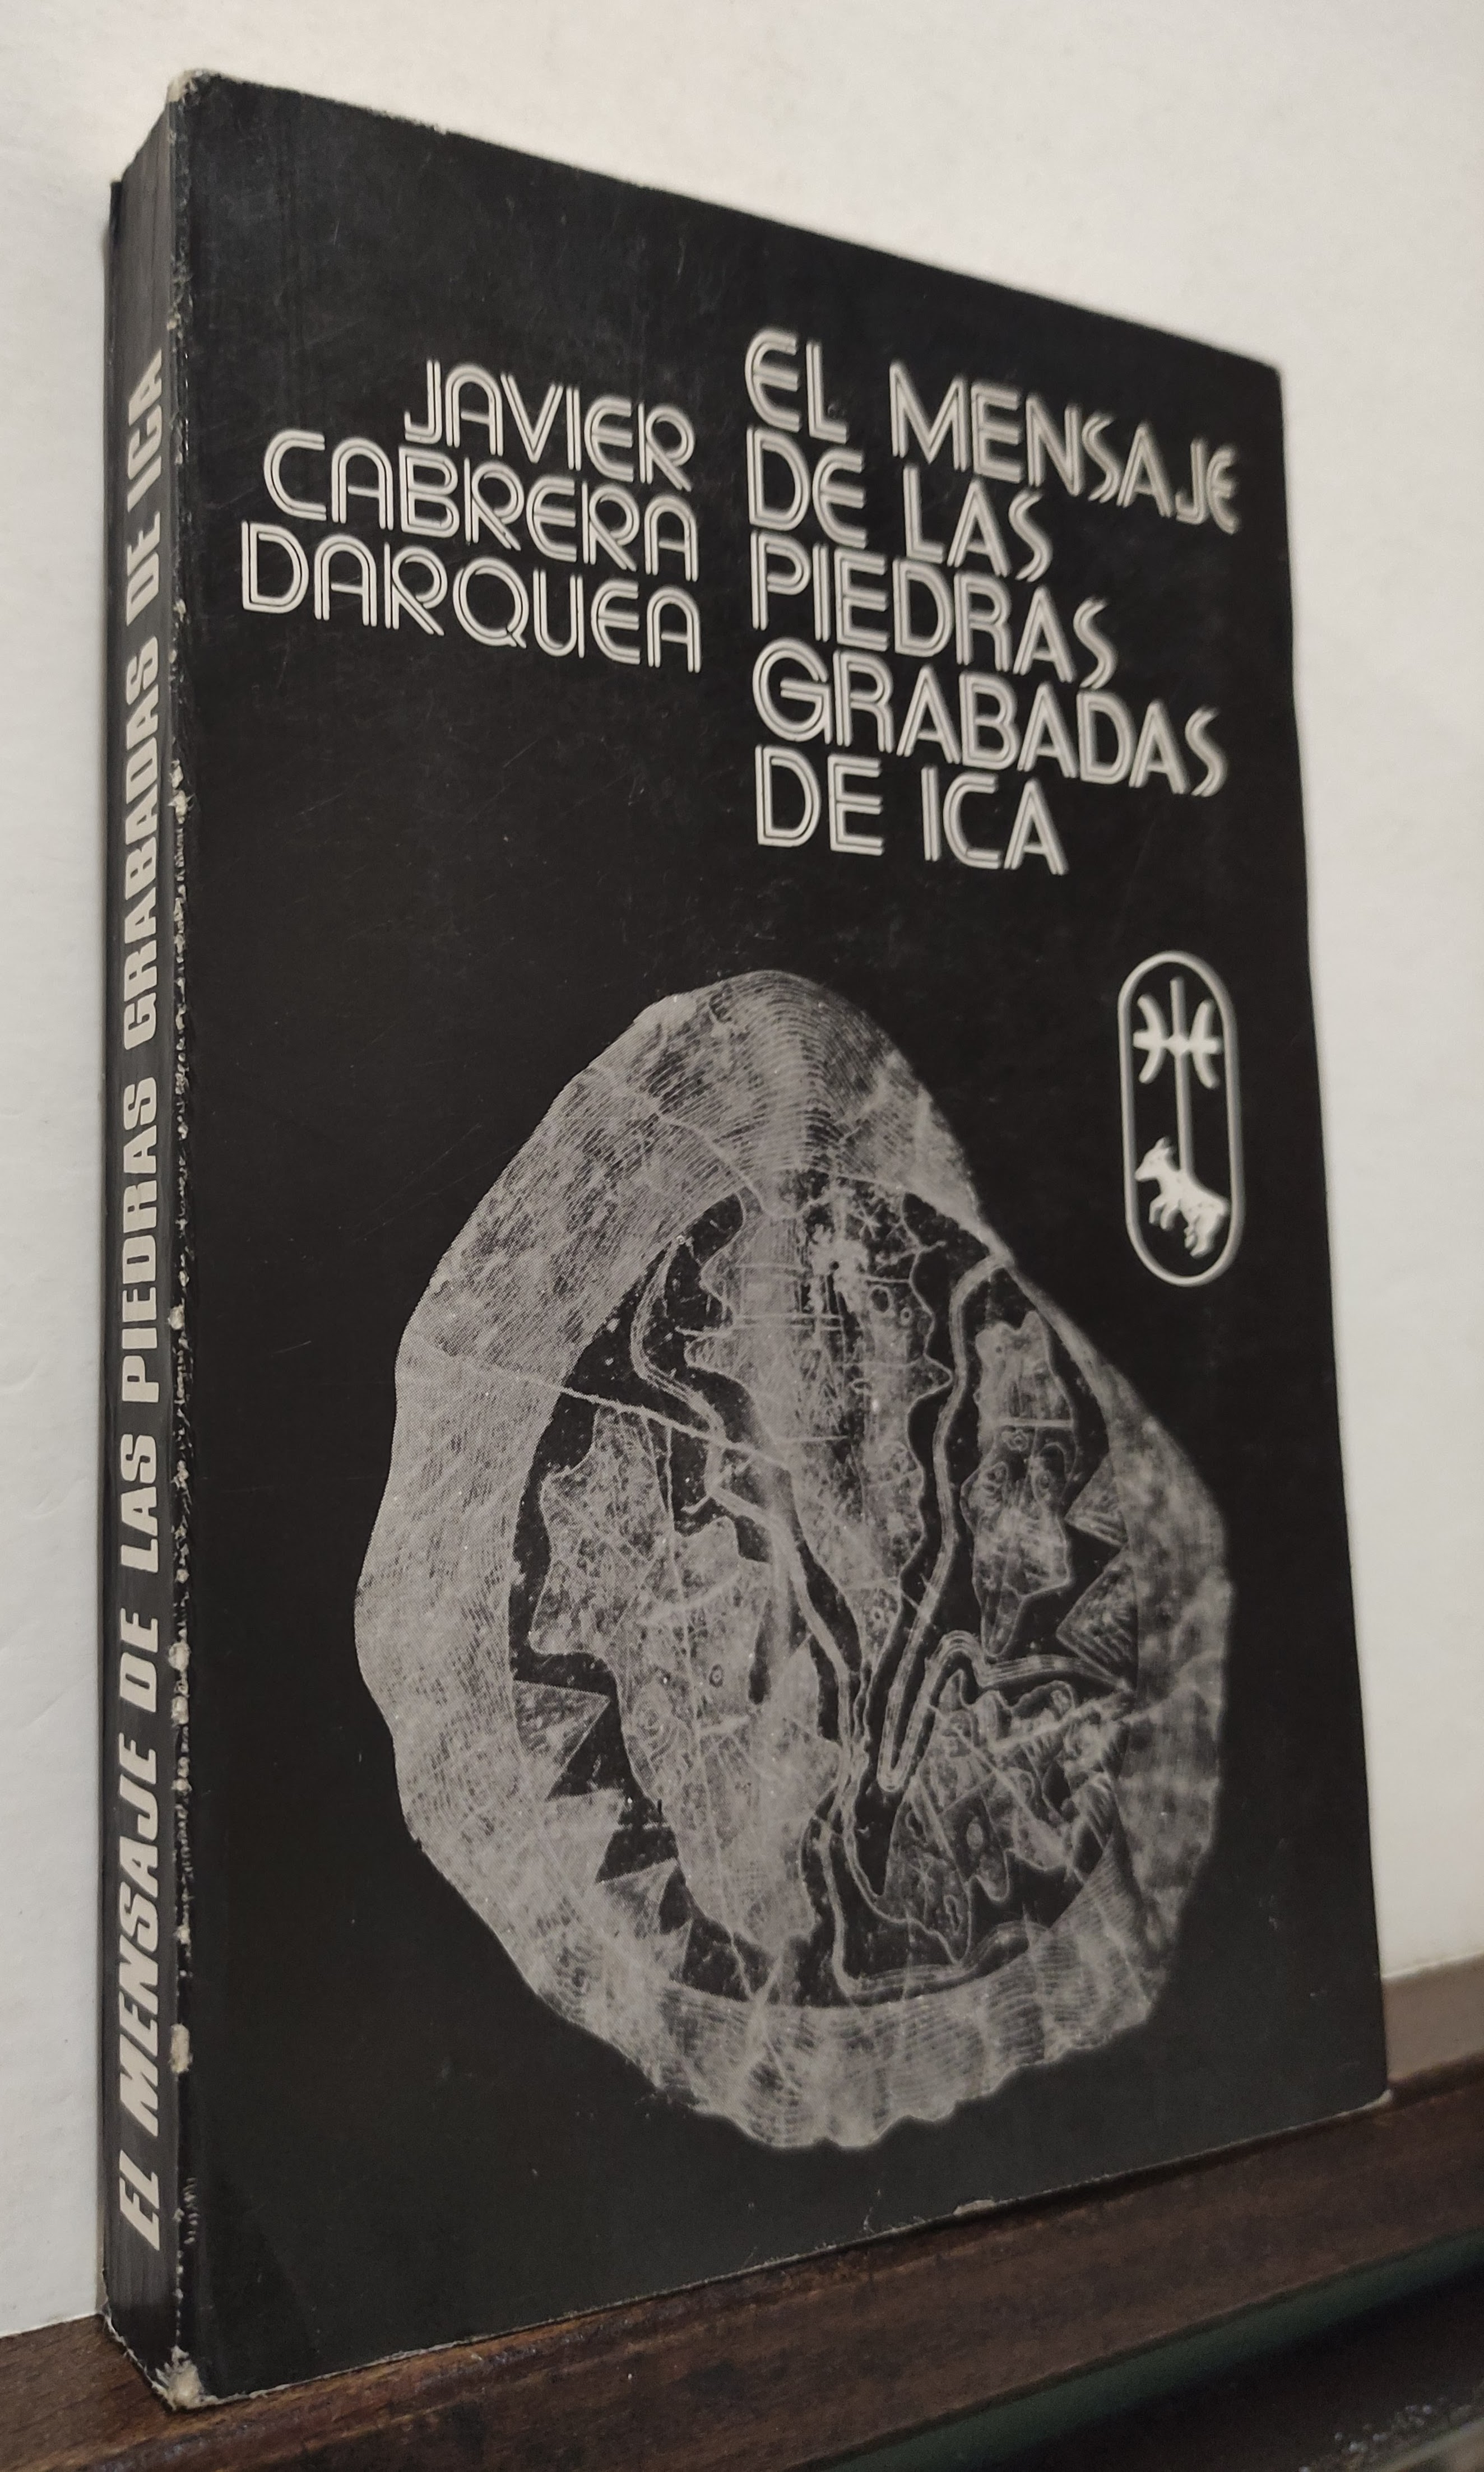 JAVIER
CABRERA
DARQUEA
EL MENSAJE
DE LAS
PIEDRAS
GRABADAS
DE ICA
EL MENSAJE DE LAS PIEDRAS GRABADAS DE ICA